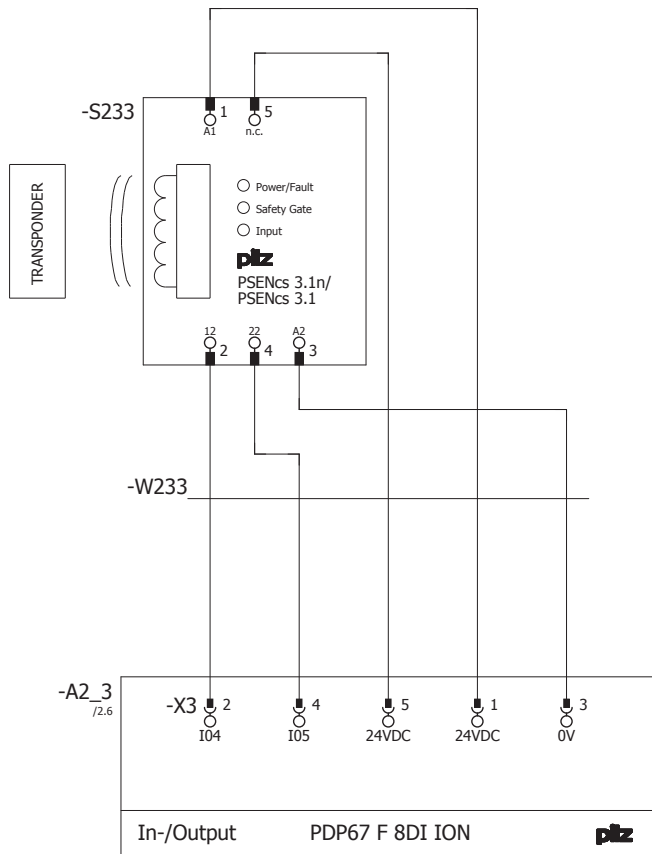 -S233
1 5
A1 n.c.
TRANSPONDER
Power/Fault
Safety Gate
Input
pilz
PSENcs 3.1n/
PSENcs 3.1
12 22 A2
2 4 3
-W233
-A2_3
/2.6
-X3 2 4 5 1 3
I04 I05 24VDC 24VDC 0V
In-/Output PDP67 F 8DI ION pilz